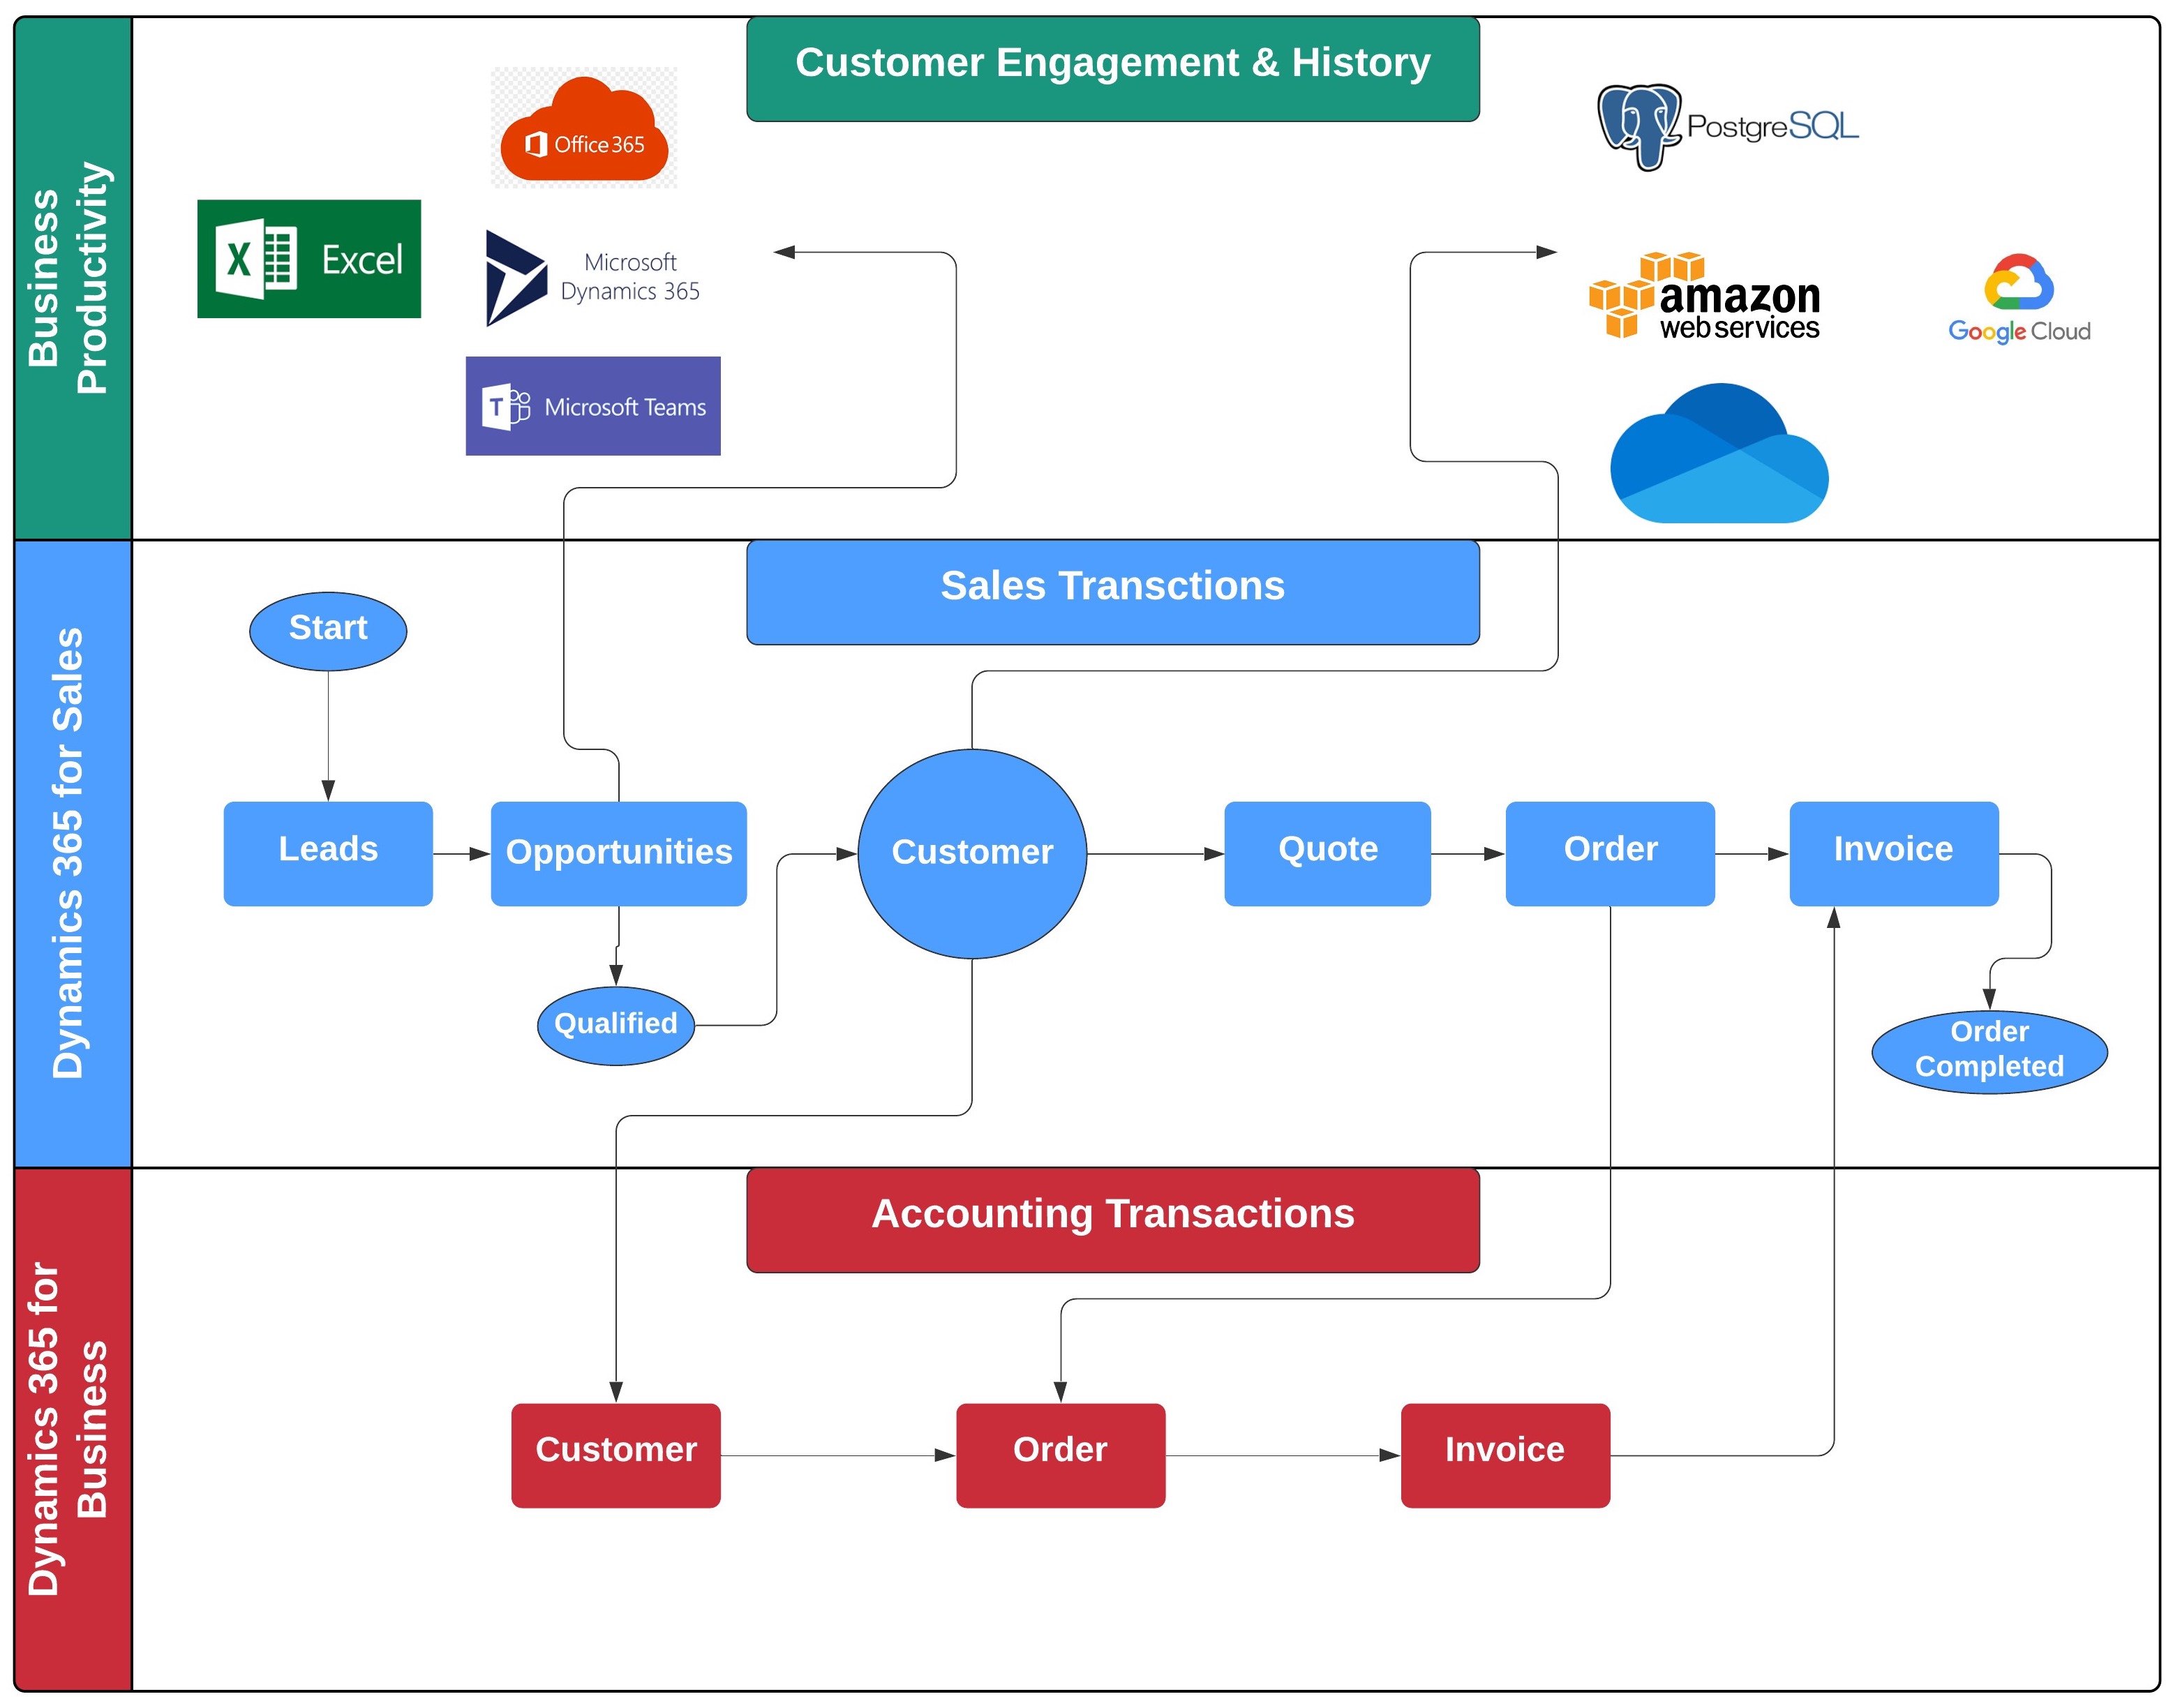 Customer Engagement & History
Business
Productivity
Office 365
X Excel
Microsoft
Dynamics 365
T Microsoft Teams
PostgreSQL
amazon
web services
Google Cloud
Dynamics 365 for Sales
Sales Transctions
Start
Leads
Opportunities
Customer
Quote
Order
Invoice
Qualified
Order
Completed
Dynamics 365 for
Business
Accounting Transactions
Customer
Order
Invoice